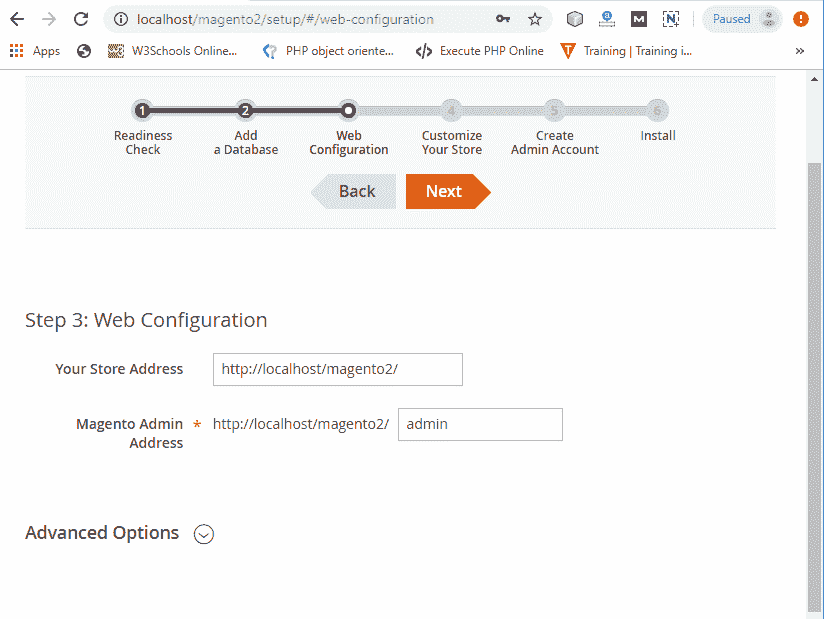 localhost/magento2/setup/#/web-configuration
Paused
Apps
W3Schools Online...
PHP object oriente...
Execute PHP Online
Training | Training i...
»
1 2 4 5 6
Readiness Check
Add a Database
Web Configuration
Customize Your Store
Create Admin Account
Install
Back
Next
Step 3: Web Configuration
Your Store Address
http://localhost/magento2/
Magento Admin Address * http://localhost/magento2/ admin
Advanced Options